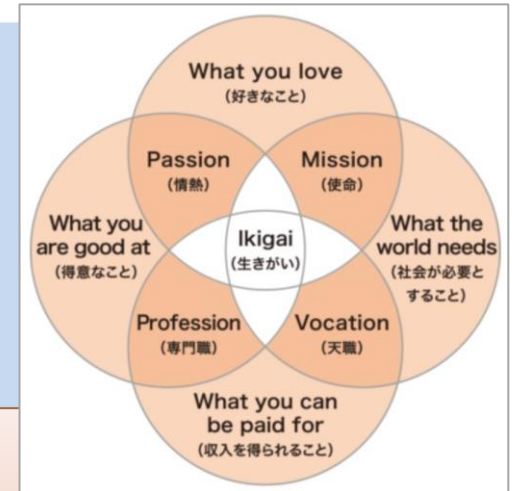 What you love
（好きなこと）
Passion
（情熱）
Mission
（使命）
What you
are good at
（得意なこと）
Ikigai
（生きがい）
What the
world needs
（社会が必要と
すること）
Profession
（専門職）
Vocation
（天職）
What you can
be paid for
（収入を得られること）